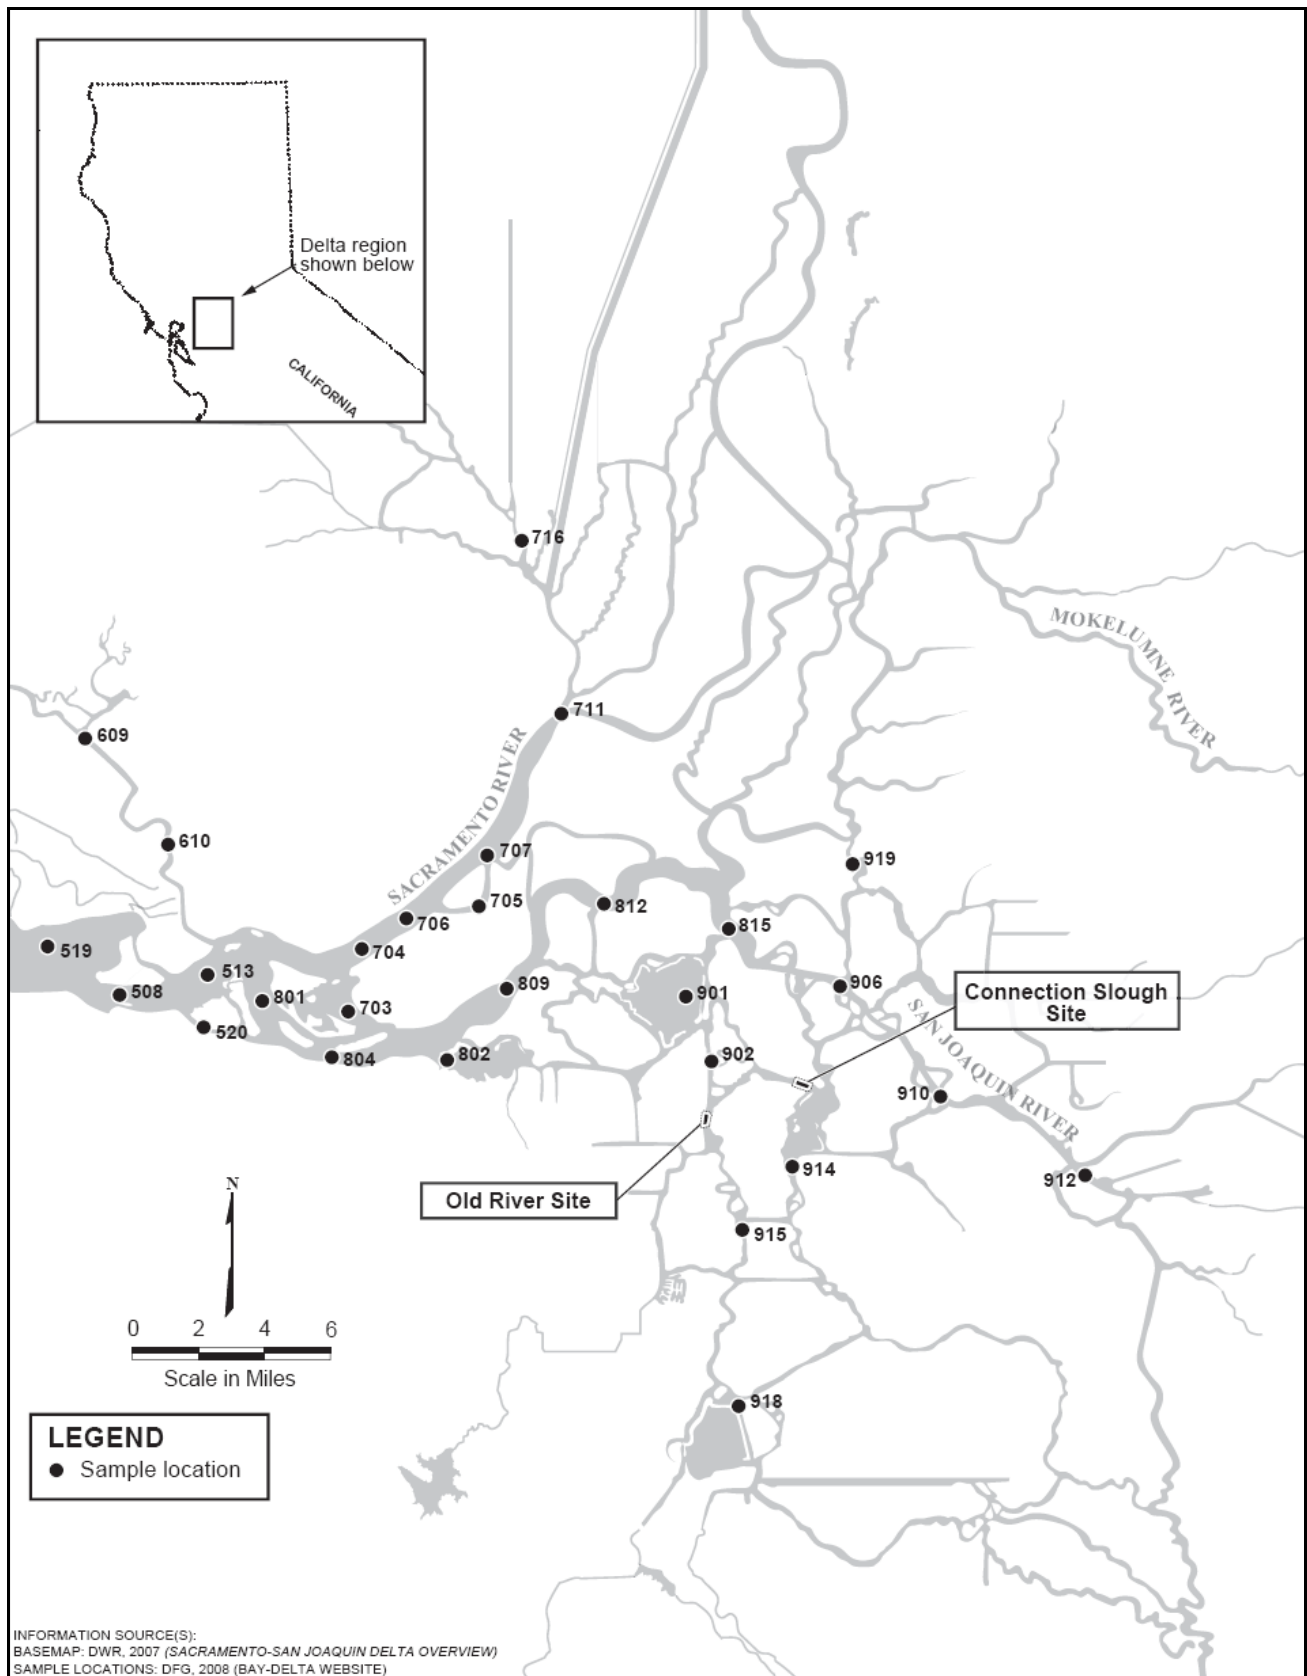 Delta region
shown below
CALIFORNIA
716
MOKELUMNE RIVER
711
609
SACRAMENTO RIVER
610
707
919
705
812
706
815
704
519
513
906
508
801
809
901
Connection Slough
Site
703
SAN JOAQUIN RIVER
520
804
802
902
910
914
912
N
Old River Site
915
0 2 4 6
Scale in Miles
918
LEGEND
Sample location
INFORMATION SOURCE(S):
BASEMAP: DWR, 2007 (SACRAMENTO-SAN JOAQUIN DELTA OVERVIEW)
SAMPLE LOCATIONS: DFG, 2008 (BAY-DELTA WEBSITE)